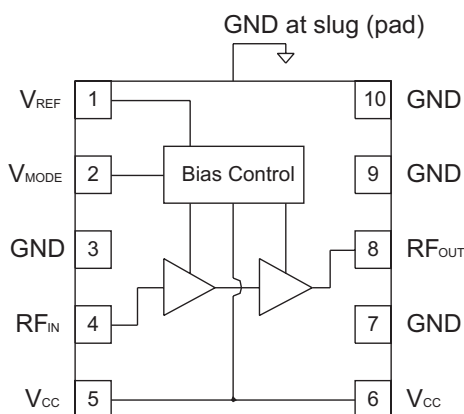 GND at slug (pad)
VREF 1 10 GND
VMODE 2 Bias Control 9 GND
GND 3 8 RFOUT
RFIN 4 7 GND
VCC 5 6 VCC